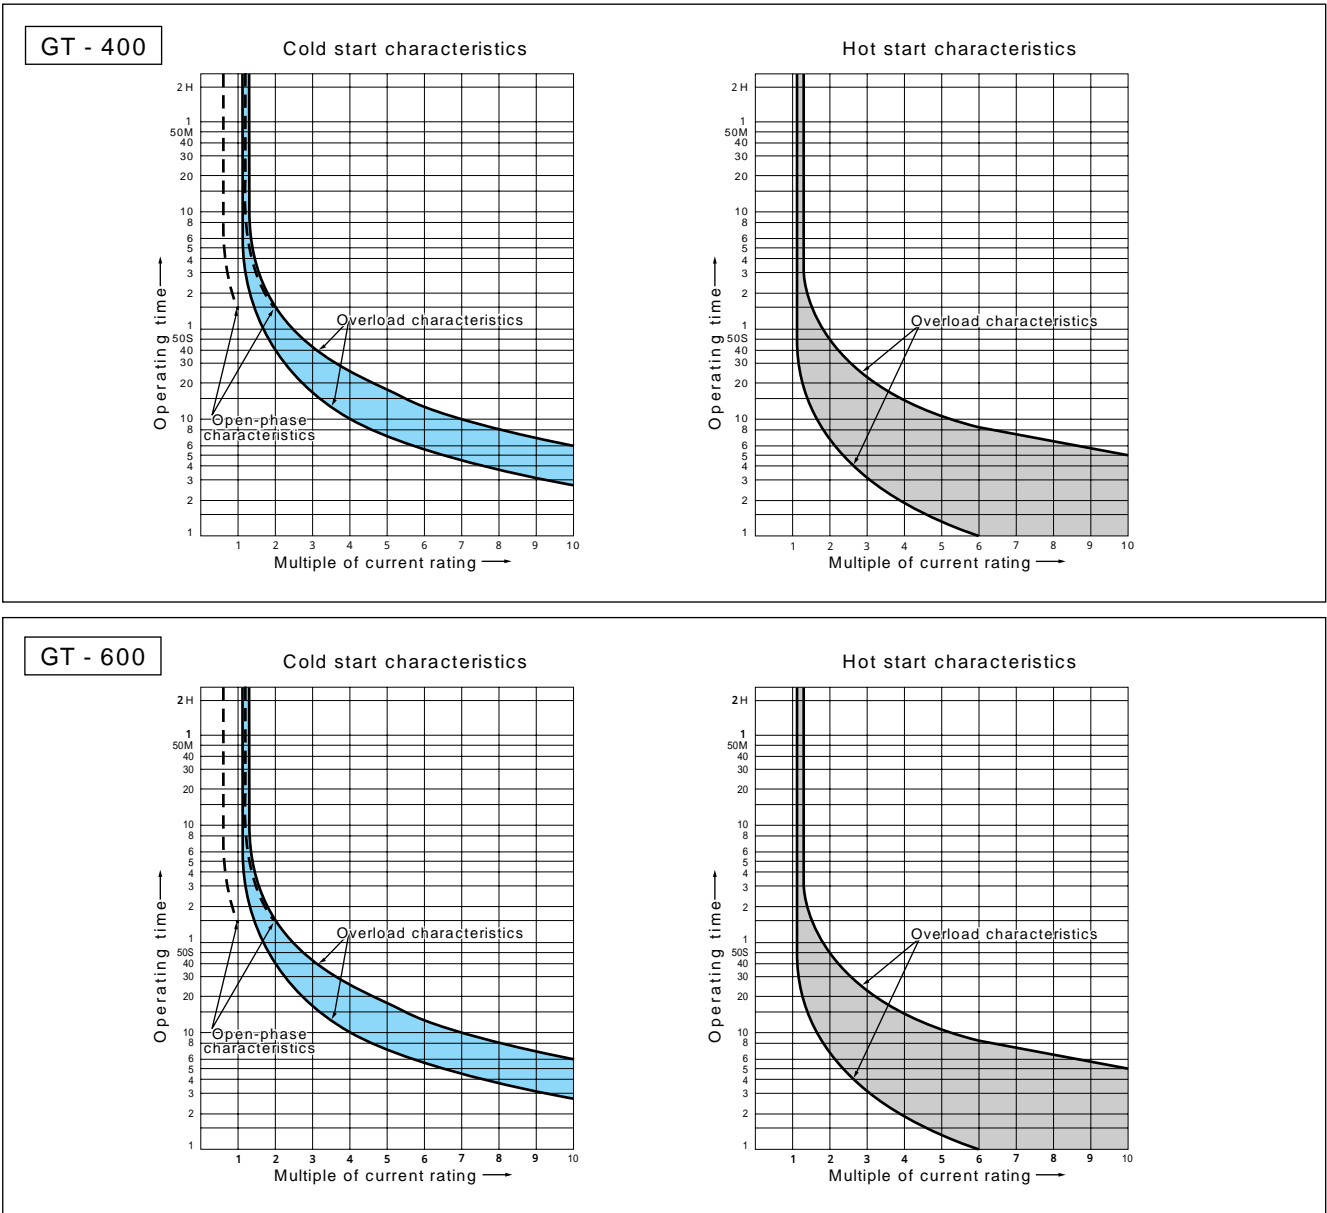 GT - 400
Cold start characteristics
2 H
1
50M
40
30
20
10
8
6
5
4
3
2
1
50S
40
30
20
10
8
6
5
4
3
2
1
Operating time
Overload characteristics
Open-phase
characteristics
1 2 3 4 5 6 7 8 9 10
Multiple of current rating
Hot start characteristics
2 H
1
50M
40
30
20
10
8
6
5
4
3
2
1
50S
40
30
20
10
8
6
5
4
3
2
1
Operating time
Overload characteristics
1 2 3 4 5 6 7 8 9 10
Multiple of current rating
GT - 600
Cold start characteristics
2 H
1
50M
40
30
20
10
8
6
5
4
3
2
1
50S
40
30
20
10
8
6
5
4
3
2
1
Operating time
Overload characteristics
Open-phase
characteristics
1 2 3 4 5 6 7 8 9 10
Multiple of current rating
Hot start characteristics
2 H
1
50M
40
30
20
10
8
6
5
4
3
2
1
50S
40
30
20
10
8
6
5
4
3
2
1
Operating time
Overload characteristics
1 2 3 4 5 6 7 8 9 10
Multiple of current rating